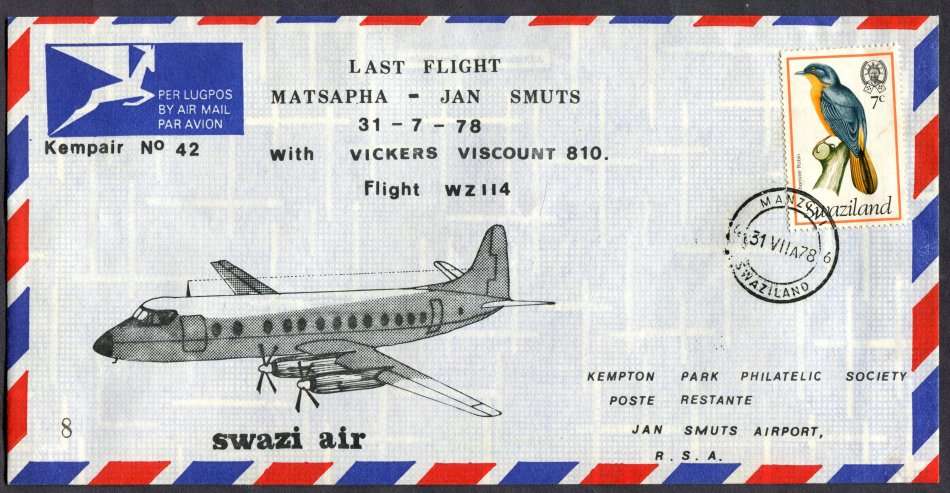 PER LUGPOS
BY AIR MAIL
PAR AVION
Kempair Nº 42
LAST FLIGHT
MATSAPHA - JAN SMUTS
31 - 7 - 78
with VICKERS VISCOUNT 810.
Flight WZ114
7c
Swaziland
MANZINI
31 VII A78 6
SWAZILAND
KEMPTON PARK PHILATELIC SOCIETY
POSTE RESTANTE
JAN SMUTS AIRPORT,
R. S. A.
8
swazi air